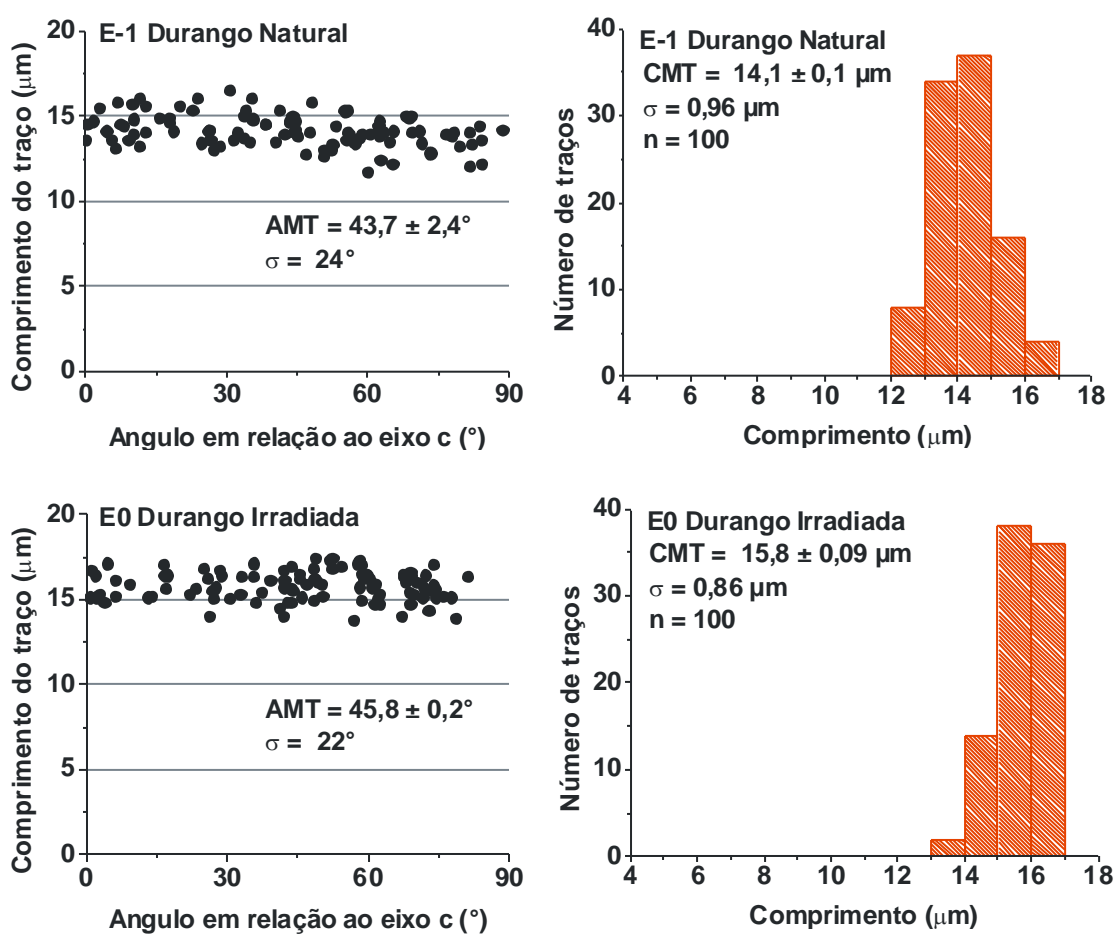 E-1 Durango Natural
Comprimento do traço (μm)
20
15
10
5
0
AMT = 43,7 ± 2,4°
σ = 24°
0 30 60 90
Angulo em relação ao eixo c (°)
E-1 Durango Natural
CMT = 14,1 ± 0,1 μm
σ = 0,96 μm
n = 100
Número de traços
40
30
20
10
0
4 6 8 10 12 14 16 18
Comprimento (μm)
E0 Durango Irradiada
Comprimento do traço (μm)
20
15
10
5
0
AMT = 45,8 ± 0,2°
σ = 22°
0 30 60 90
Angulo em relação ao eixo c (°)
E0 Durango Irradiada
CMT = 15,8 ± 0,09 μm
σ = 0,86 μm
n = 100
Número de traços
40
30
20
10
0
4 6 8 10 12 14 16 18
Comprimento (μm)